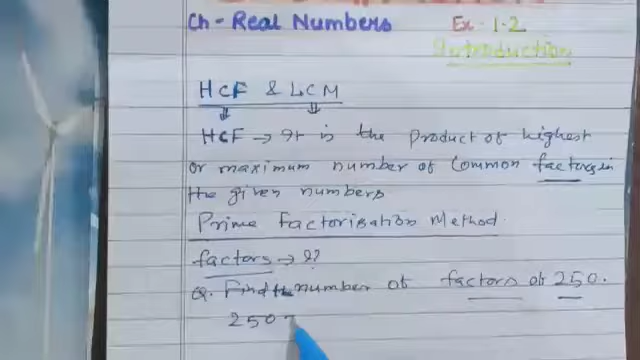 Ch - Real Numbers Ex - 1.2
Introduction
HCF & LCM
HCF → It is the product of highest
or maximum number of common factors in
the given numbers
Prime factorisation Method.
factors →
Q. Find number of factors of 250.
250